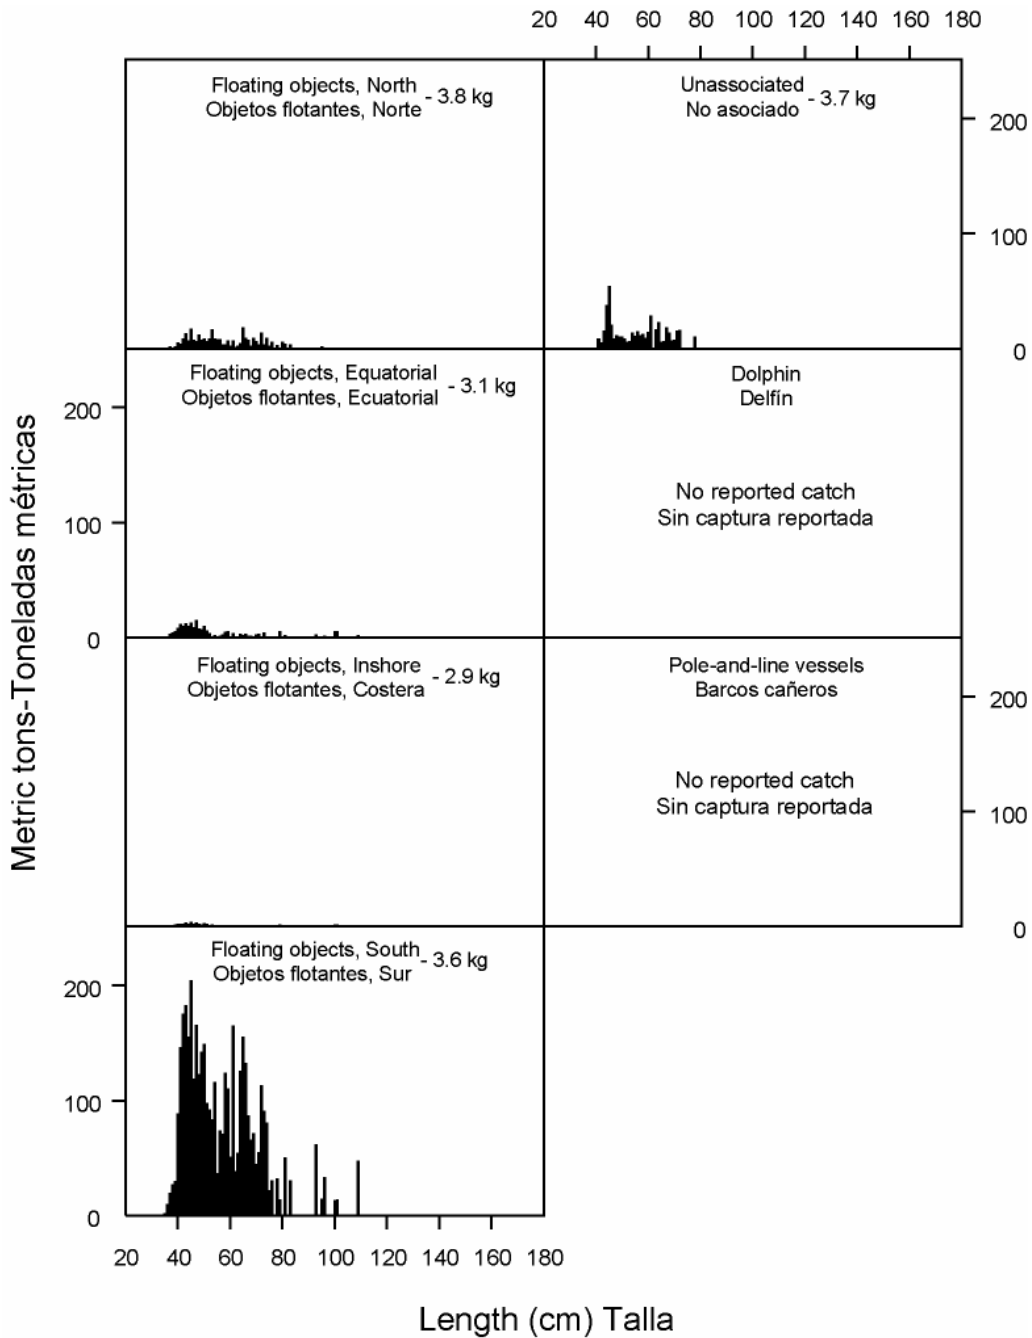 20 40 60 80 100 120 140 160 180
Floating objects, North
Objetos flotantes, Norte
- 3.8 kg
Unassociated
No asociado
- 3.7 kg
200
100
0
Floating objects, Equatorial
Objetos flotantes, Ecuatorial
- 3.1 kg
200
100
0
Dolphin
Delfín
No reported catch
Sin captura reportada
Floating objects, Inshore
Objetos flotantes, Costera
- 2.9 kg
Pole-and-line vessels
Barcos cañeros
No reported catch
Sin captura reportada
200
100
0
Floating objects, South
Objetos flotantes, Sur
- 3.6 kg
200
100
0
20 40 60 80 100 120 140 160 180
Metric tons-Toneladas métricas
Length (cm) Talla